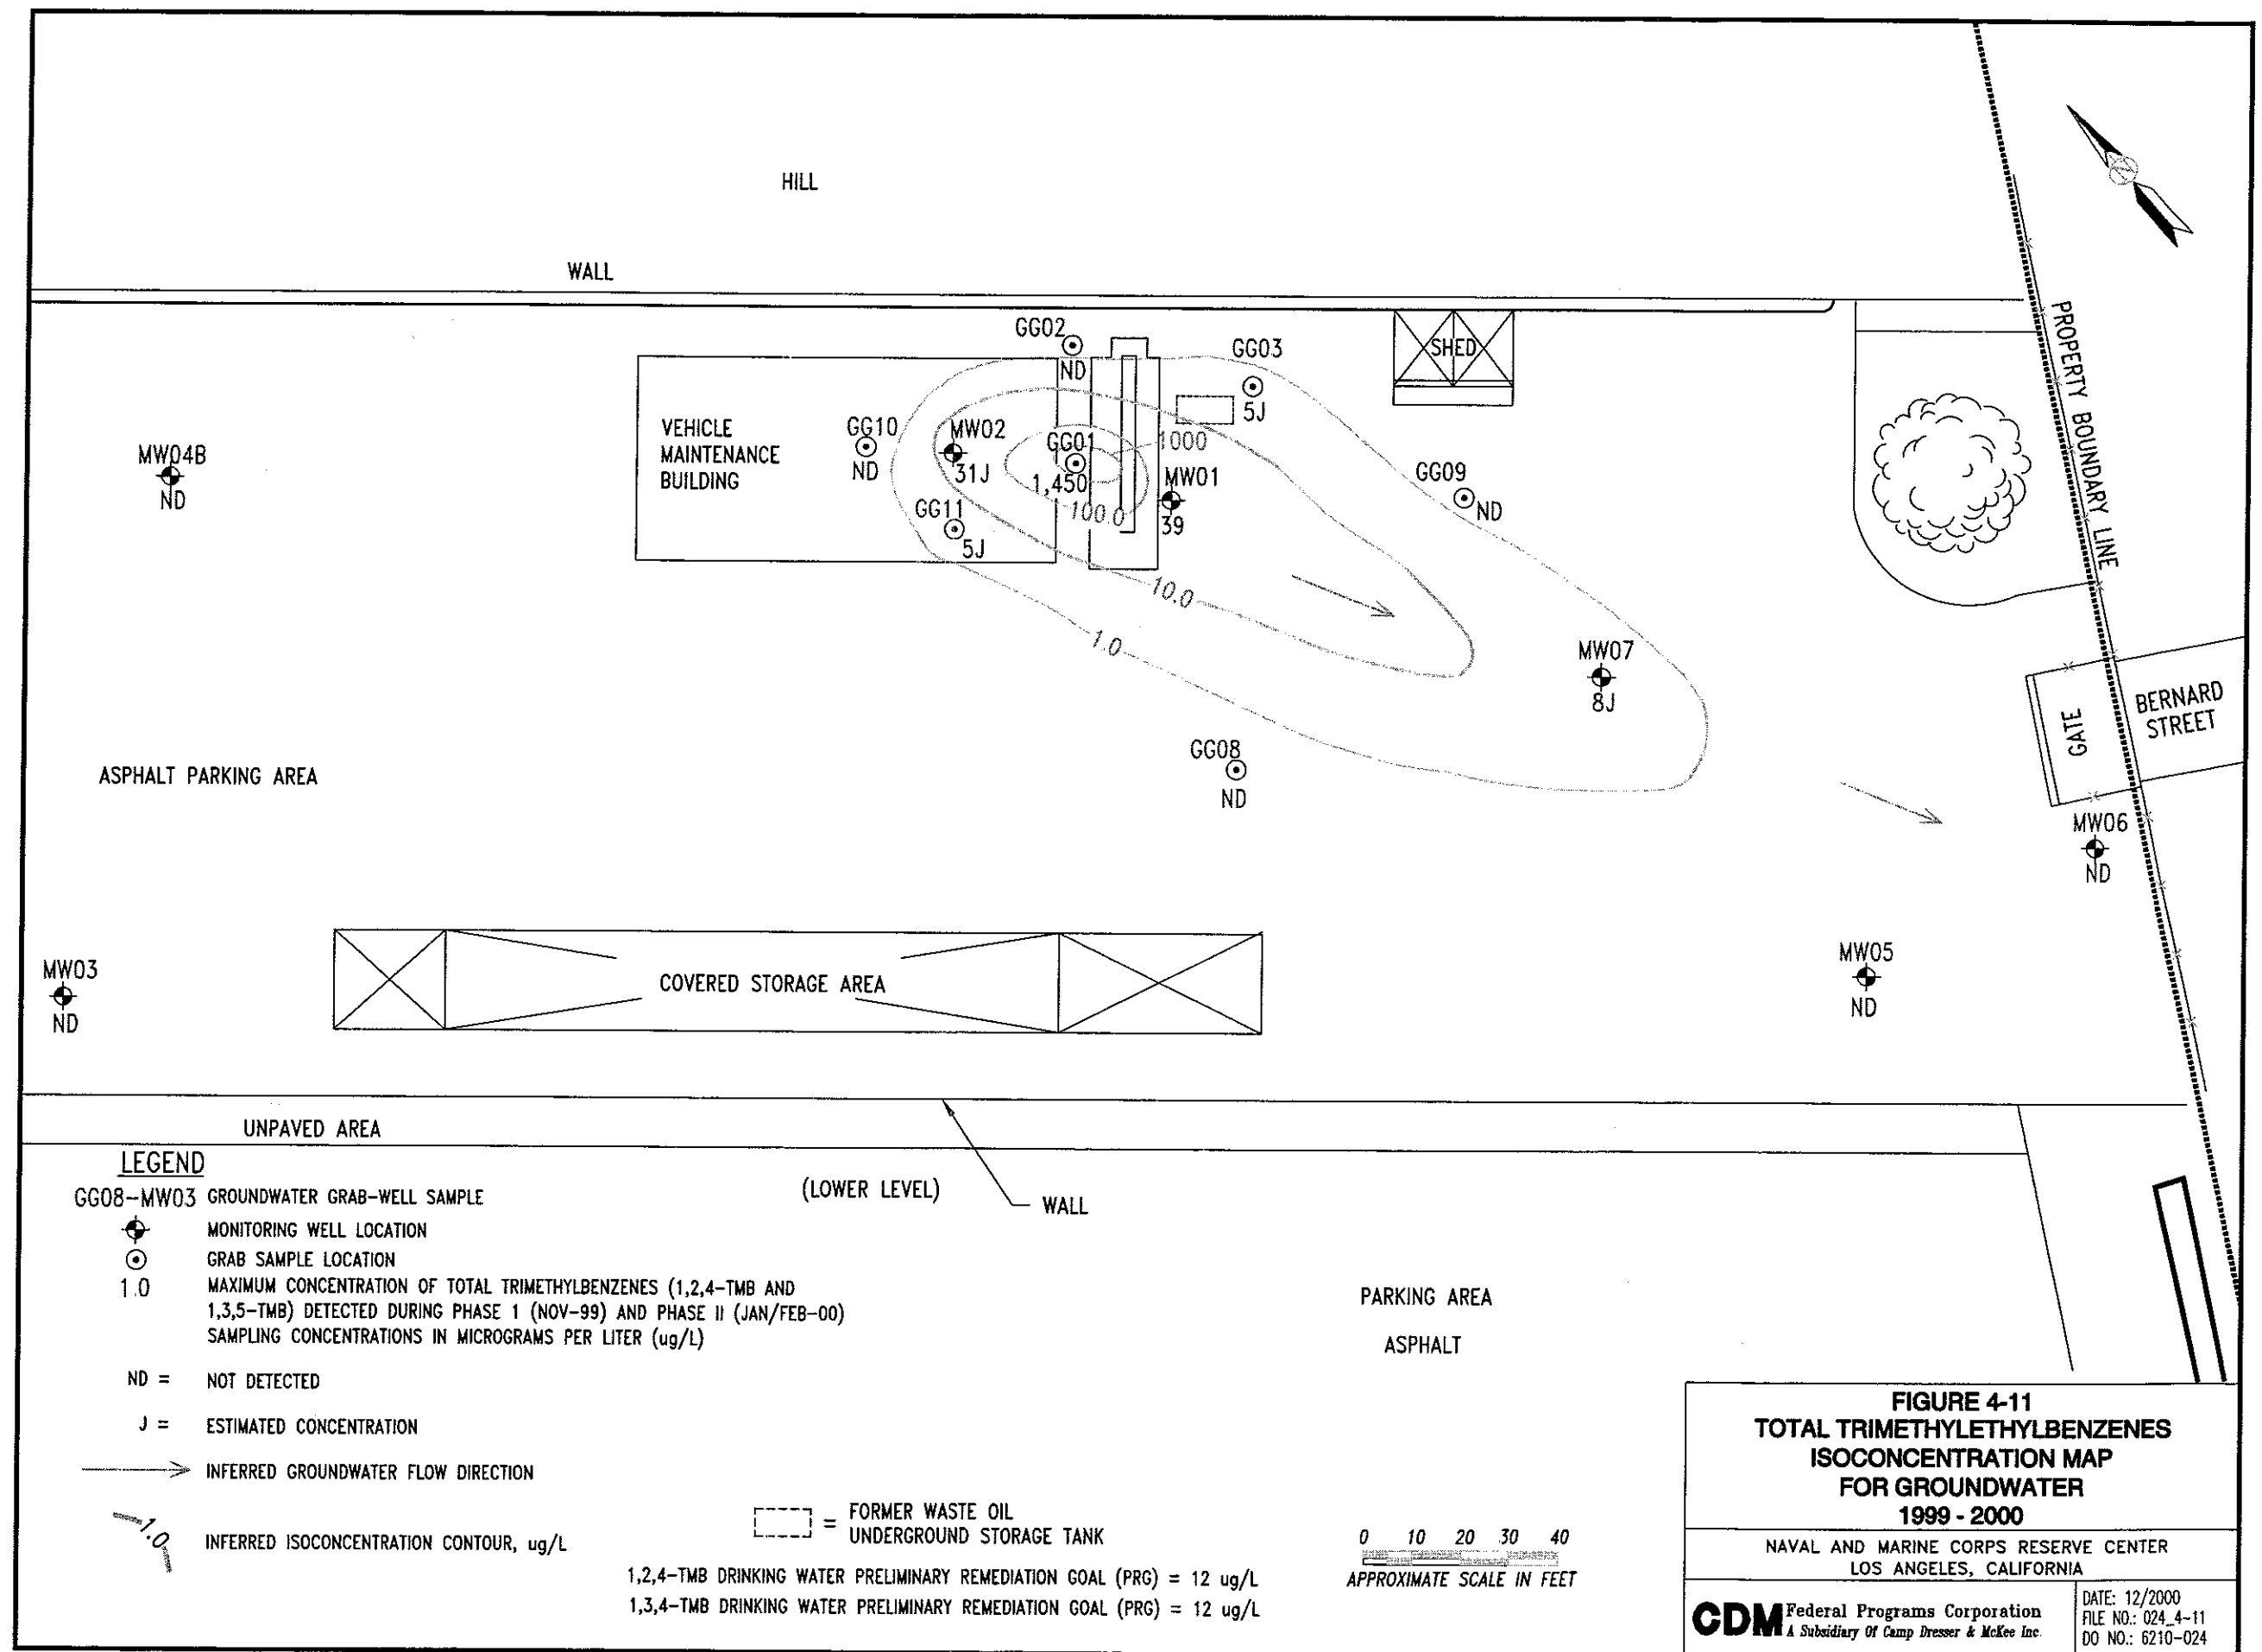 HILL
WALL
PROPERTY BOUNDARY LINE
GG02
ND
GG03
5J
SHED
VEHICLE
MAINTENANCE
BUILDING
GG10
ND
MW02
31J
GG01
1,450
1000
MW01
39
100.0
GG11
5J
GG09
ND
MW04B
ND
10.0
1.0
MW07
8J
GG08
ND
GATE
BERNARD
STREET
MW06
ND
ASPHALT PARKING AREA
MW03
ND
COVERED STORAGE AREA
MW05
ND
UNPAVED AREA
(LOWER LEVEL)
WALL
LEGEND
GG08-MW03 GROUNDWATER GRAB-WELL SAMPLE
MONITORING WELL LOCATION
GRAB SAMPLE LOCATION
1.0 MAXIMUM CONCENTRATION OF TOTAL TRIMETHYLBENZENES (1,2,4-TMB AND
1,3,5-TMB) DETECTED DURING PHASE 1 (NOV-99) AND PHASE II (JAN/FEB-00)
SAMPLING CONCENTRATIONS IN MICROGRAMS PER LITER (ug/L)
ND = NOT DETECTED
J = ESTIMATED CONCENTRATION
INFERRED GROUNDWATER FLOW DIRECTION
1.0 INFERRED ISOCONCENTRATION CONTOUR, ug/L
= FORMER WASTE OIL
UNDERGROUND STORAGE TANK
1,2,4-TMB DRINKING WATER PRELIMINARY REMEDIATION GOAL (PRG) = 12 ug/L
1,3,4-TMB DRINKING WATER PRELIMINARY REMEDIATION GOAL (PRG) = 12 ug/L
PARKING AREA
ASPHALT
0 10 20 30 40
APPROXIMATE SCALE IN FEET
FIGURE 4-11
TOTAL TRIMETHYLETHYLBENZENES
ISOCONCENTRATION MAP
FOR GROUNDWATER
1999 - 2000
NAVAL AND MARINE CORPS RESERVE CENTER
LOS ANGELES, CALIFORNIA
CDM Federal Programs Corporation
A Subsidiary Of Camp Dresser & McKee Inc.
DATE: 12/2000
FILE NO.: 024_4-11
DO NO.: 6210-024